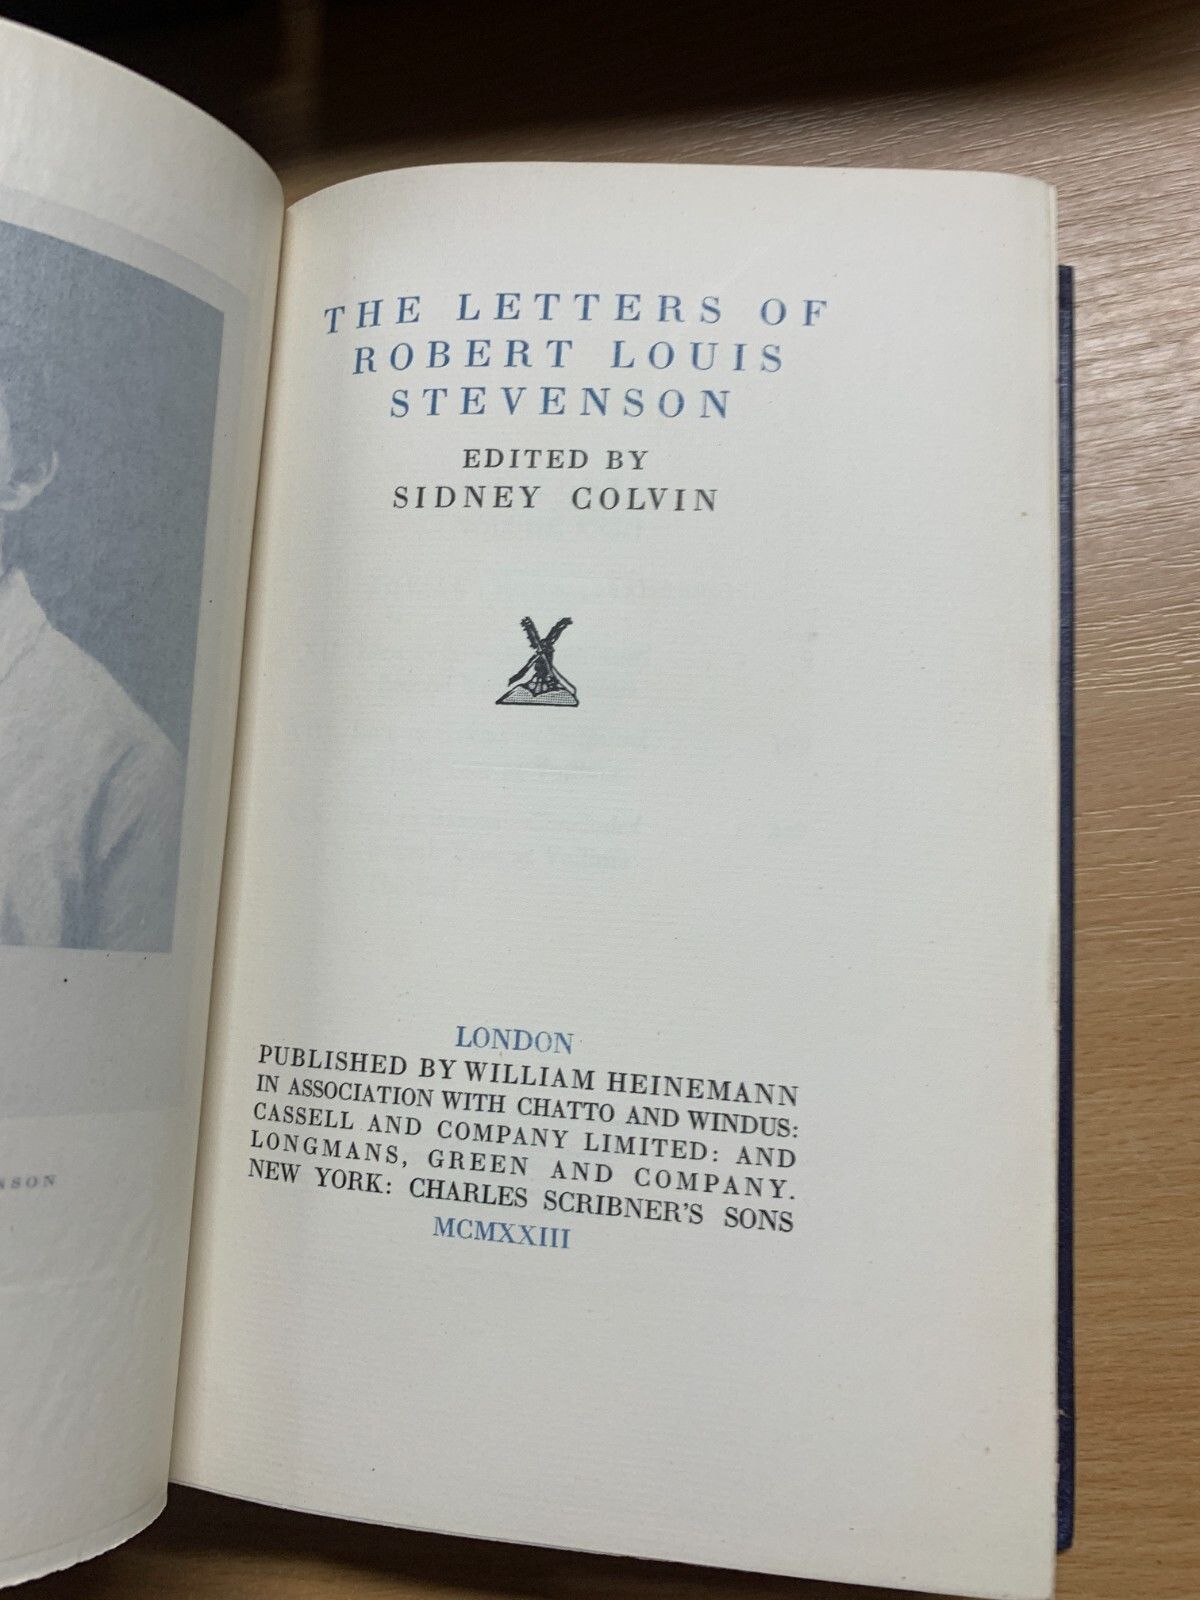 THE LETTERS OF
ROBERT LOUIS
STEVENSON
EDITED BY
SIDNEY COLVIN
LONDON
PUBLISHED BY WILLIAM HEINEMANN
IN ASSOCIATION WITH CHATTO AND WINDUS:
CASSELL AND COMPANY LIMITED: AND
LONGMANS, GREEN AND COMPANY.
NEW YORK: CHARLES SCRIBNER'S SONS
MCMXXIII
NSON